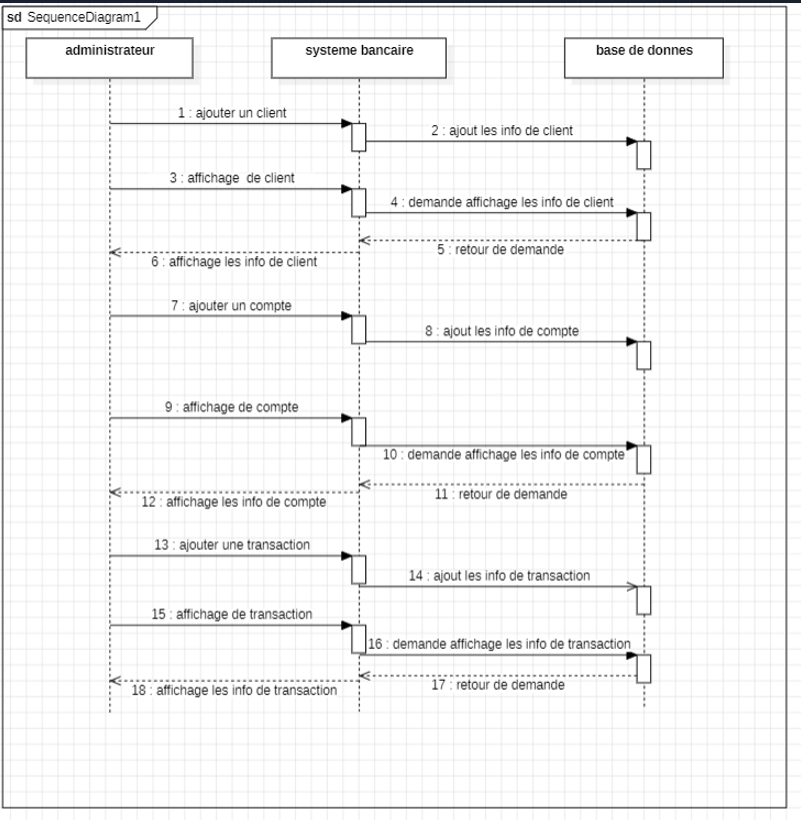 sd SequenceDiagram1
administrateur
systeme bancaire
base de donnes
1 : ajouter un client
2 : ajout les info de client
3 : affichage de client
4 : demande affichage les info de client
5 : retour de demande
6 : affichage les info de client
7 : ajouter un compte
8 : ajout les info de compte
9 : affichage de compte
10 : demande affichage les info de compte
11 : retour de demande
12 : affichage les info de compte
13 : ajouter une transaction
14 : ajout les info de transaction
15 : affichage de transaction
16 : demande affichage les info de transaction
17 : retour de demande
18 : affichage les info de transaction